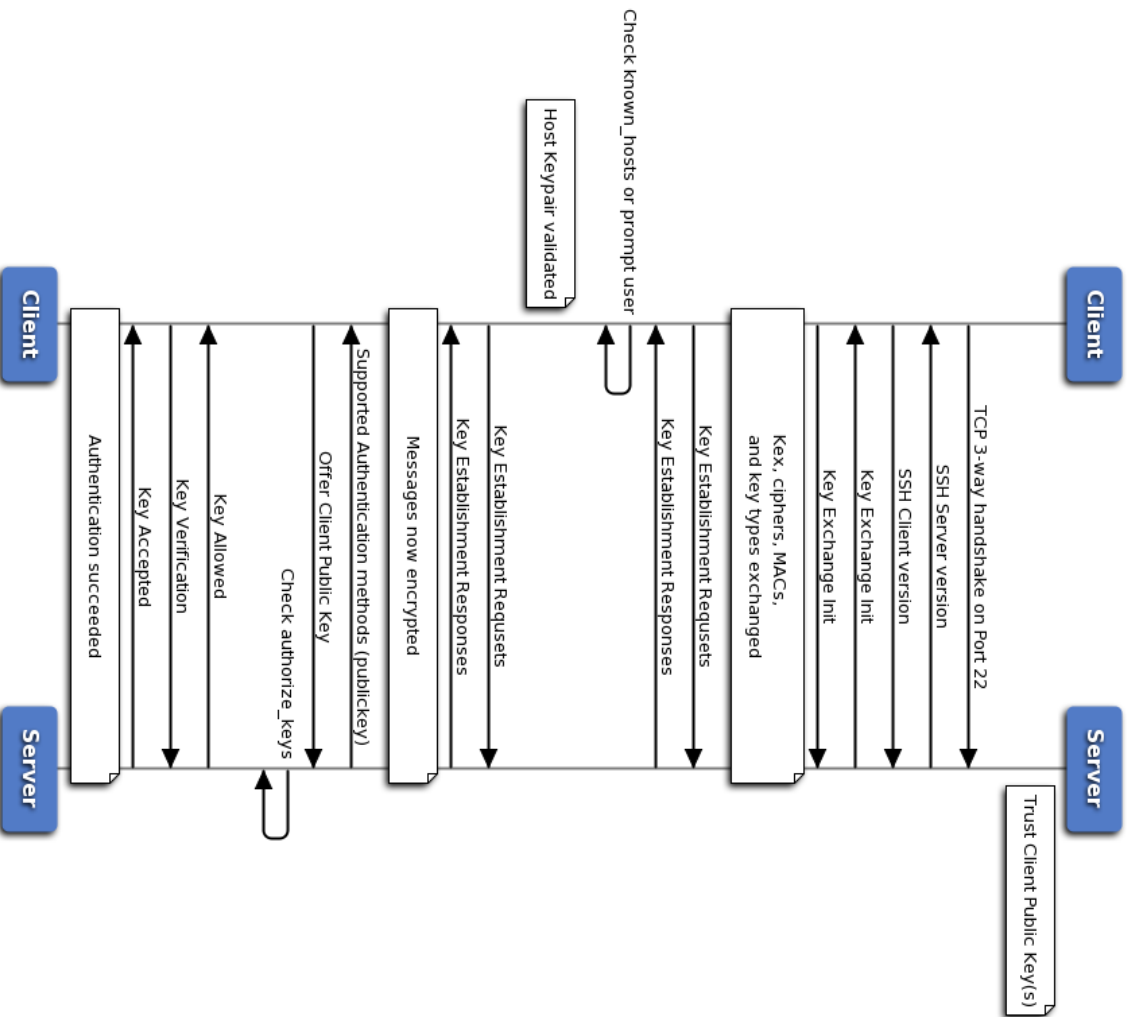 Client
Server
Trust Client Public Key(s)
TCP 3-way handshake on Port 22
SSH Server version
SSH Client version
Key Exchange Init
Key Exchange Init
Kex, ciphers, MACs,
and key types exchanged
Key Establishment Requsets
Key Establishment Responses
Check known_hosts or prompt user
Host Keypair validated
Key Establishment Requsets
Key Establishment Responses
Messages now encrypted
Supported Authentication methods (publickey)
Offer Client Public Key
Check authorize_keys
Key Allowed
Key Verification
Key Accepted
Authentication succeeded
Client
Server